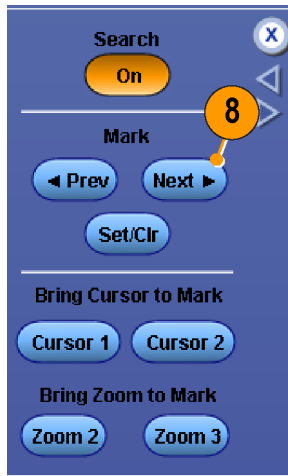 Search
X
On
8
Mark
◄ Prev Next ►
Set/Clr
Bring Cursor to Mark
Cursor 1 Cursor 2
Bring Zoom to Mark
Zoom 2 Zoom 3